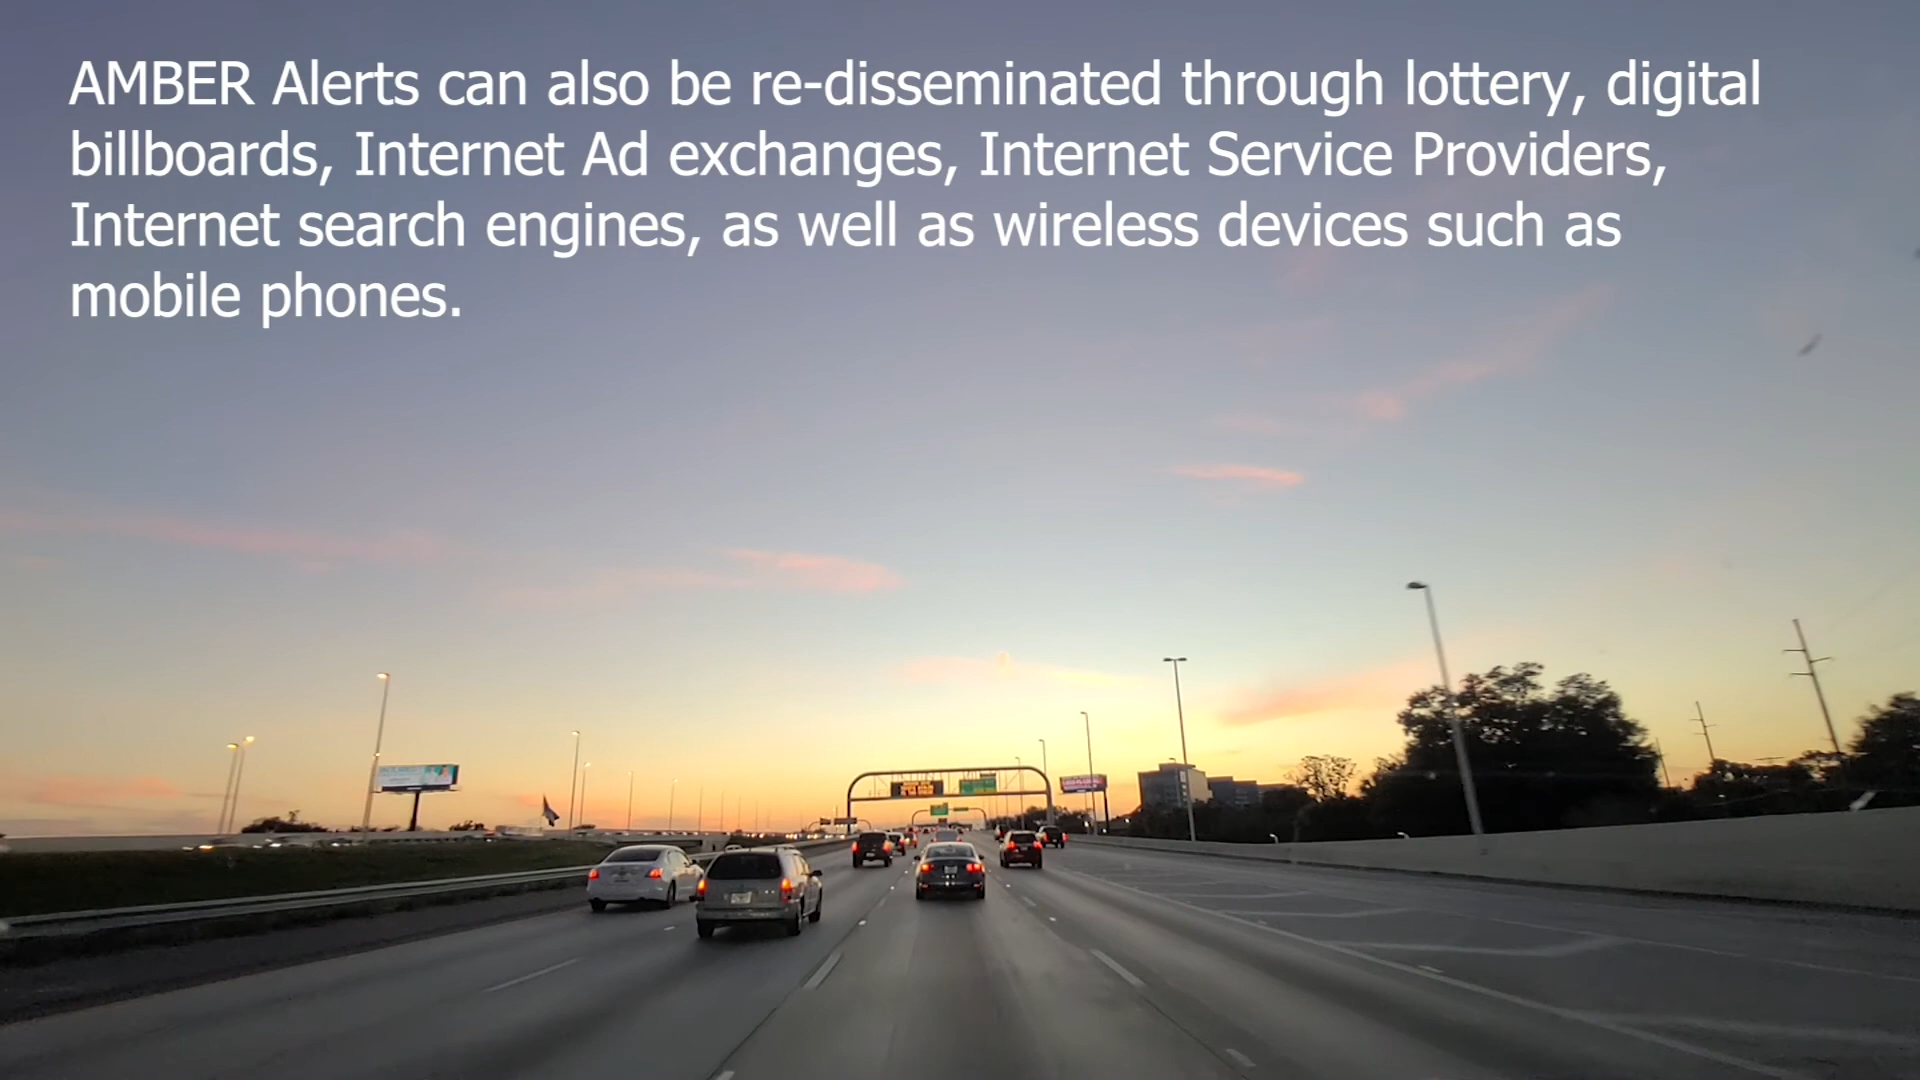 AMBER Alerts can also be re-disseminated through lottery, digital
billboards, Internet Ad exchanges, Internet Service Providers,
Internet search engines, as well as wireless devices such as
mobile phones.